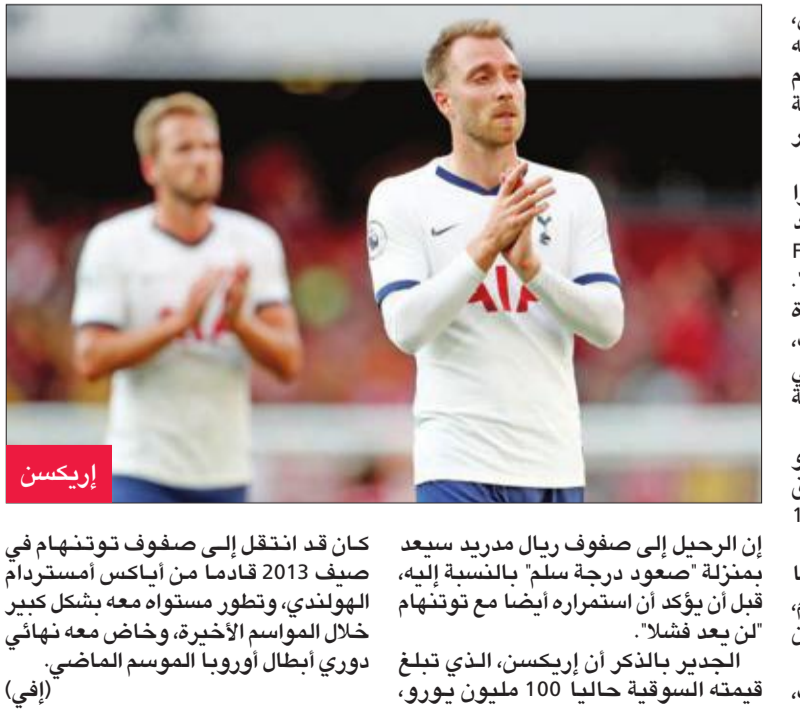 AIA
إريكسن
إن الرحيل إلى صفوف ريال مدريد سيعد
بمنزلة "صعود درجة سلم" بالنسبة إليه،
قبل أن يؤكد أن استمراره أيضا مع توتنهام
"لن يعد فشلا".
الجدير بالذكر أن إريكسن، الذي تبلغ
قيمته السوقية حاليا 100 مليون يورو،
كان قد انتقل إلى صفوف توتنهام في
صيف 2013 قادما من أياكس أمستردام
الهولندي، وتطور مستواه معه بشكل كبير
خلال المواسم الأخيرة، وخاض معه نهائي
دوري أبطال أوروبا الموسم الماضي.
(إفي)